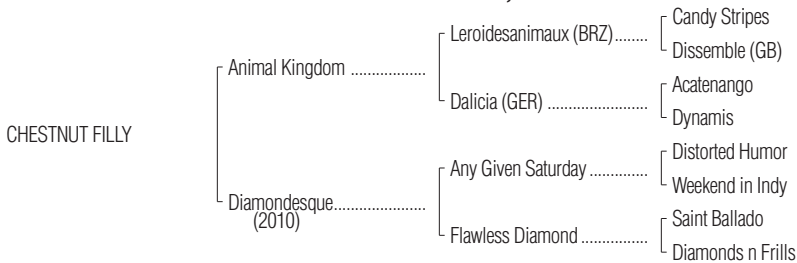 Candy Stripes
Leroidesanimaux (BRZ)........
Dissemble (GB)
Animal Kingdom ..................
Acatenango
Dalicia (GER) ......................
Dynamis
CHESTNUT FILLY
Distorted Humor
Any Given Saturday .............
Weekend in Indy
Diamondesque.....................
(2010)
Saint Ballado
Flawless Diamond ...............
Diamonds n Frills